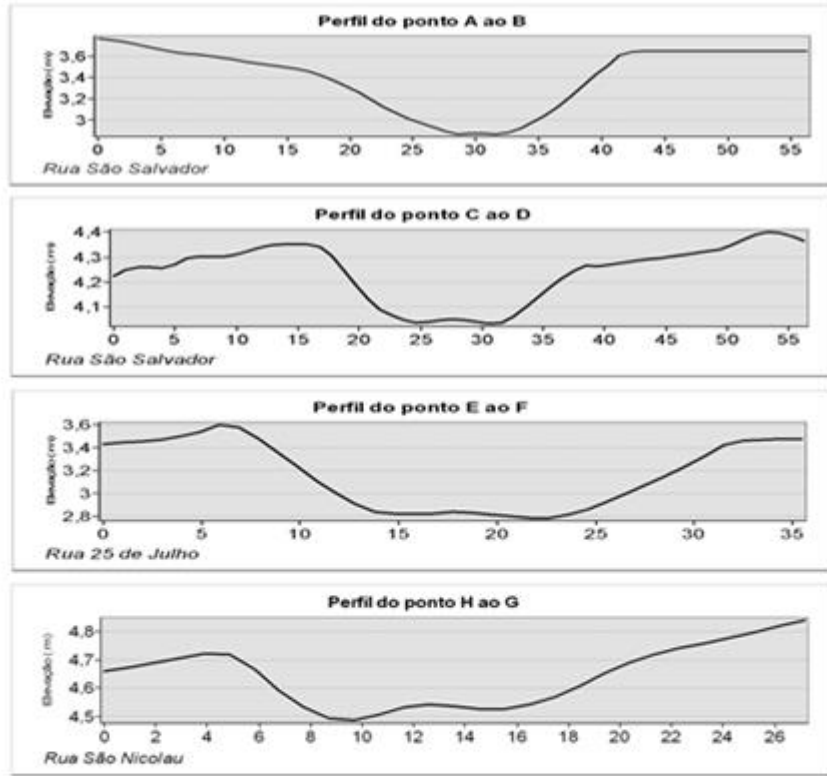 Perfil do ponto A ao B
Elevação (m)
3,6
3,4
3,2
3
0 5 10 15 20 25 30 35 40 45 50 55
Rua São Salvador
Perfil do ponto C ao D
Elevação (m)
4,4
4,3
4,2
4,1
0 5 10 15 20 25 30 35 40 45 50 55
Rua São Salvador
Perfil do ponto E ao F
Elevação (m)
3,6
3,4
3,2
3
2,8
0 5 10 15 20 25 30 35
Rua 25 de Julho
Perfil do ponto H ao G
Elevação (m)
4,8
4,7
4,6
4,5
0 2 4 6 8 10 12 14 16 18 20 22 24 26
Rua São Nicolau